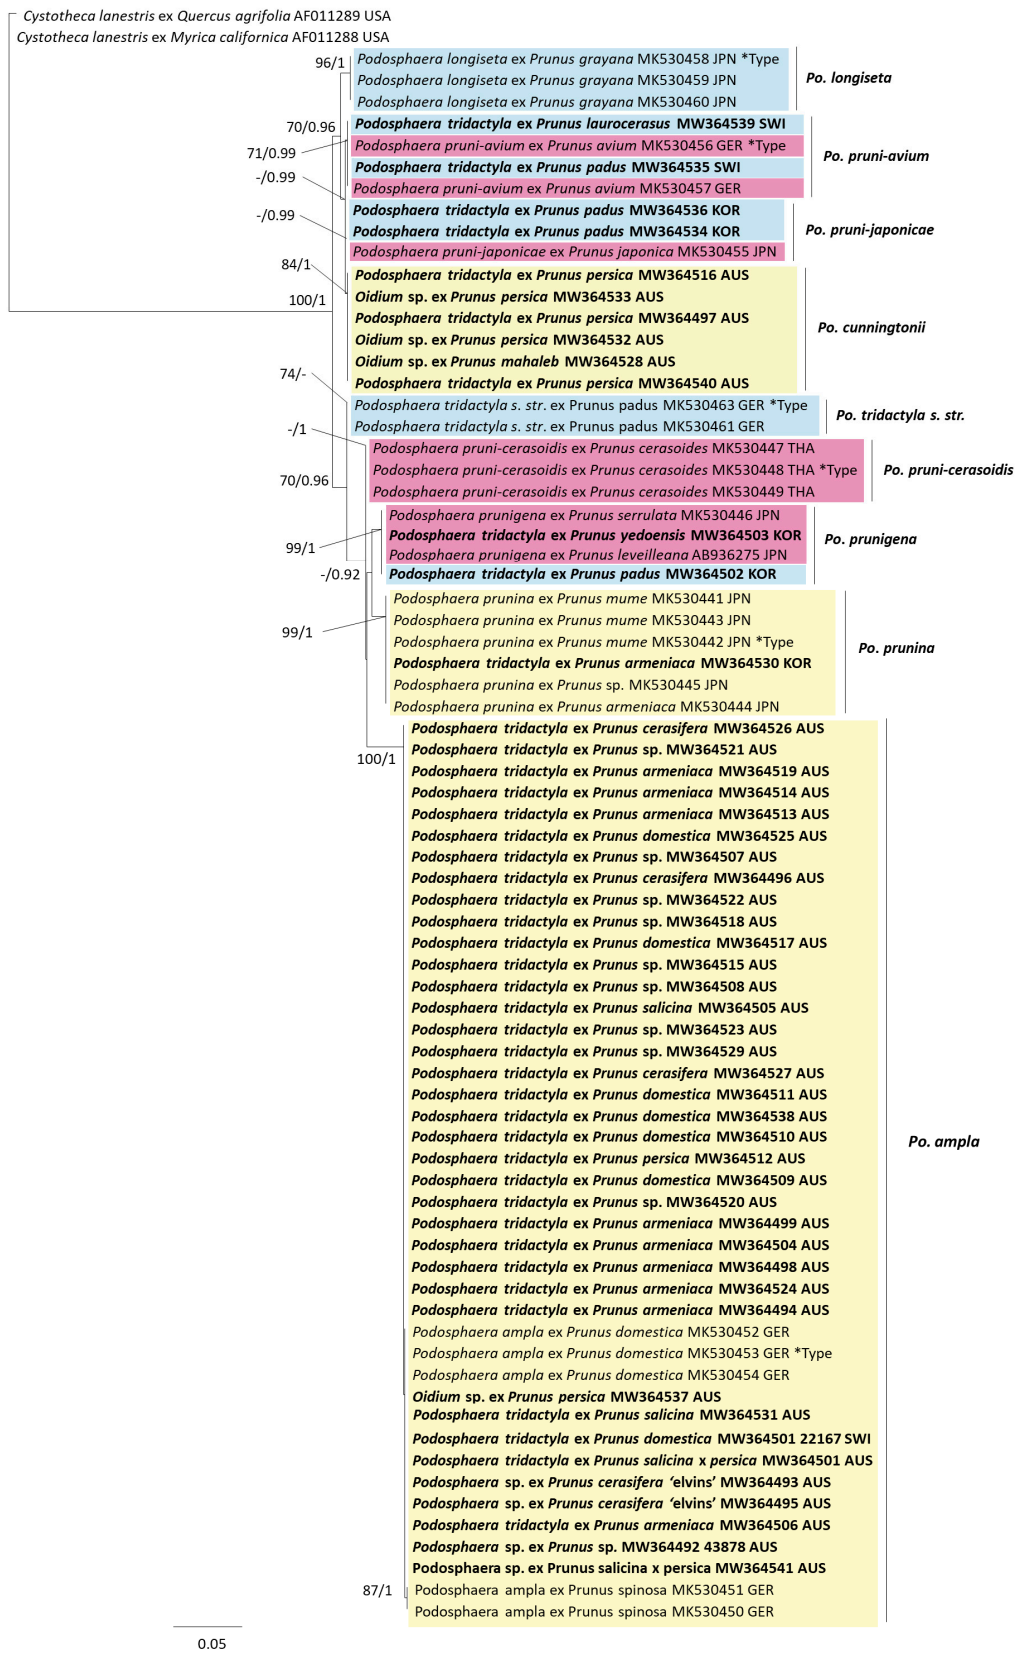 Cystotheca lanestris ex Quercus agrifolia AF011289 USA
Cystotheca lanestris ex Myrica californica AF011288 USA
96/1
Podosphaera longiseta ex Prunus grayana MK530458 JPN *Type
Podosphaera longiseta ex Prunus grayana MK530459 JPN
Podosphaera longiseta ex Prunus grayana MK530460 JPN
Po. longiseta
70/0.96
71/0.99
-/0.99
Podosphaera tridactyla ex Prunus laurocerasus MW364539 SWI
Podosphaera pruni-avium ex Prunus avium MK530456 GER *Type
Podosphaera tridactyla ex Prunus padus MW364535 SWI
Podosphaera pruni-avium ex Prunus avium MK530457 GER
Po. pruni-avium
-/0.99
Podosphaera tridactyla ex Prunus padus MW364536 KOR
Podosphaera tridactyla ex Prunus padus MW364534 KOR
Podosphaera pruni-japonicae ex Prunus japonica MK530455 JPN
Po. pruni-japonicae
84/1
100/1
Podosphaera tridactyla ex Prunus persica MW364516 AUS
Oidium sp. ex Prunus persica MW364533 AUS
Podosphaera tridactyla ex Prunus persica MW364497 AUS
Oidium sp. ex Prunus persica MW364532 AUS
Oidium sp. ex Prunus mahaleb MW364528 AUS
Podosphaera tridactyla ex Prunus persica MW364540 AUS
Po. cunningtonii
74/-
Podosphaera tridactyla s. str. ex Prunus padus MK530463 GER *Type
Podosphaera tridactyla s. str. ex Prunus padus MK530461 GER
Po. tridactyla s. str.
-/1
70/0.96
Podosphaera pruni-cerasoidis ex Prunus cerasoides MK530447 THA
Podosphaera pruni-cerasoidis ex Prunus cerasoides MK530448 THA *Type
Podosphaera pruni-cerasoidis ex Prunus cerasoides MK530449 THA
Po. pruni-cerasoidis
99/1
-/0.92
Podosphaera prunigena ex Prunus serrulata MK530446 JPN
Podosphaera tridactyla ex Prunus yedoensis MW364503 KOR
Podosphaera prunigena ex Prunus leveilleana AB936275 JPN
Podosphaera tridactyla ex Prunus padus MW364502 KOR
Po. prunigena
99/1
Podosphaera prunina ex Prunus mume MK530441 JPN
Podosphaera prunina ex Prunus mume MK530443 JPN
Podosphaera prunina ex Prunus mume MK530442 JPN *Type
Podosphaera tridactyla ex Prunus armeniaca MW364530 KOR
Podosphaera prunina ex Prunus sp. MK530445 JPN
Podosphaera prunina ex Prunus armeniaca MK530444 JPN
Po. prunina
100/1
Podosphaera tridactyla ex Prunus cerasifera MW364526 AUS
Podosphaera tridactyla ex Prunus sp. MW364521 AUS
Podosphaera tridactyla ex Prunus armeniaca MW364519 AUS
Podosphaera tridactyla ex Prunus armeniaca MW364514 AUS
Podosphaera tridactyla ex Prunus armeniaca MW364513 AUS
Podosphaera tridactyla ex Prunus domestica MW364525 AUS
Podosphaera tridactyla ex Prunus sp. MW364507 AUS
Podosphaera tridactyla ex Prunus cerasifera MW364496 AUS
Podosphaera tridactyla ex Prunus sp. MW364522 AUS
Podosphaera tridactyla ex Prunus sp. MW364518 AUS
Podosphaera tridactyla ex Prunus domestica MW364517 AUS
Podosphaera tridactyla ex Prunus sp. MW364515 AUS
Podosphaera tridactyla ex Prunus sp. MW364508 AUS
Podosphaera tridactyla ex Prunus salicina MW364505 AUS
Podosphaera tridactyla ex Prunus sp. MW364523 AUS
Podosphaera tridactyla ex Prunus sp. MW364529 AUS
Podosphaera tridactyla ex Prunus cerasifera MW364527 AUS
Podosphaera tridactyla ex Prunus domestica MW364511 AUS
Podosphaera tridactyla ex Prunus domestica MW364538 AUS
Podosphaera tridactyla ex Prunus domestica MW364510 AUS
Podosphaera tridactyla ex Prunus persica MW364512 AUS
Podosphaera tridactyla ex Prunus domestica MW364509 AUS
Podosphaera tridactyla ex Prunus sp. MW364520 AUS
Podosphaera tridactyla ex Prunus armeniaca MW364499 AUS
Podosphaera tridactyla ex Prunus armeniaca MW364504 AUS
Podosphaera tridactyla ex Prunus armeniaca MW364498 AUS
Podosphaera tridactyla ex Prunus armeniaca MW364524 AUS
Podosphaera tridactyla ex Prunus armeniaca MW364494 AUS
Podosphaera ampla ex Prunus domestica MK530452 GER
Podosphaera ampla ex Prunus domestica MK530453 GER *Type
Podosphaera ampla ex Prunus domestica MK530454 GER
Oidium sp. ex Prunus persica MW364537 AUS
Podosphaera tridactyla ex Prunus salicina MW364531 AUS
Podosphaera tridactyla ex Prunus domestica MW364501 22167 SWI
Podosphaera tridactyla ex Prunus salicina x persica MW364501 AUS
Podosphaera sp. ex Prunus cerasifera ‘elvins’ MW364493 AUS
Podosphaera sp. ex Prunus cerasifera ‘elvins’ MW364495 AUS
Podosphaera tridactyla ex Prunus armeniaca MW364506 AUS
Podosphaera sp. ex Prunus sp. MW364492 43878 AUS
Podosphaera sp. ex Prunus salicina x persica MW364541 AUS
87/1
Podosphaera ampla ex Prunus spinosa MK530451 GER
Podosphaera ampla ex Prunus spinosa MK530450 GER
Po. ampla
0.05